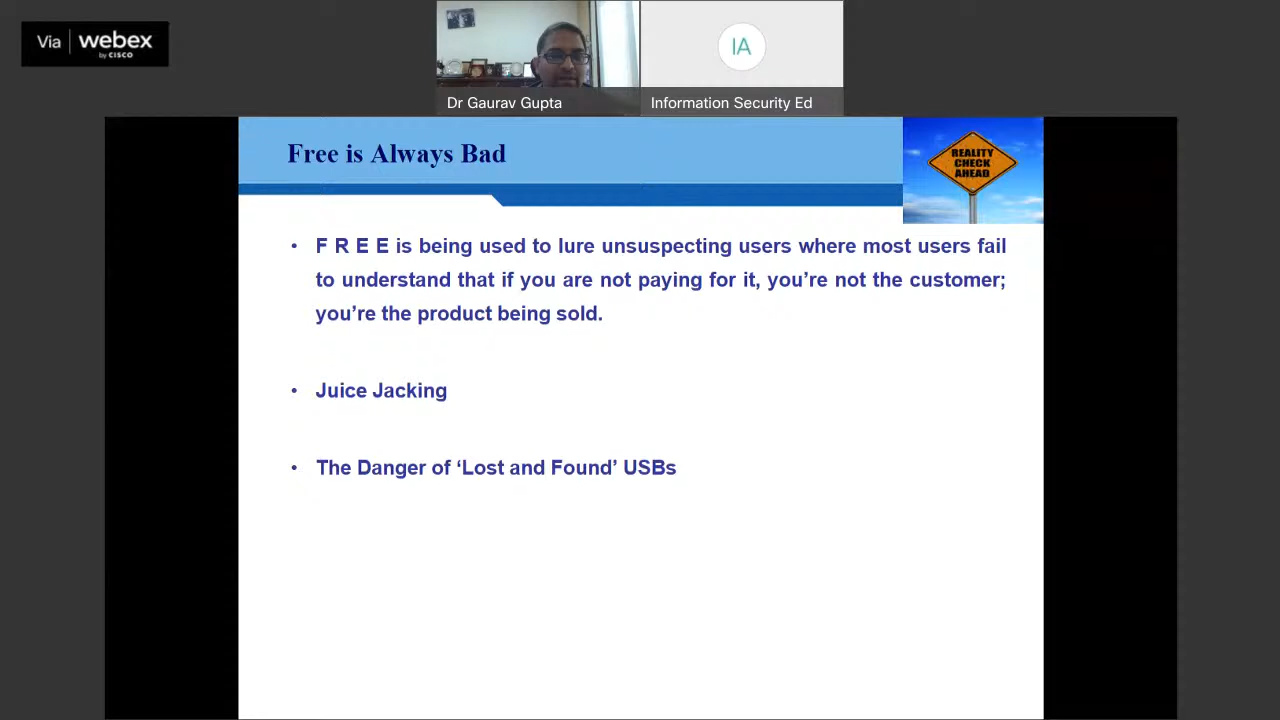 Via webex
by CISCO
IA
Dr Gaurav Gupta
Information Security Ed
Free is Always Bad
REALITY
CHECK
AHEAD
• F R E E is being used to lure unsuspecting users where most users fail
to understand that if you are not paying for it, you’re not the customer;
you’re the product being sold.
• Juice Jacking
• The Danger of ‘Lost and Found’ USBs